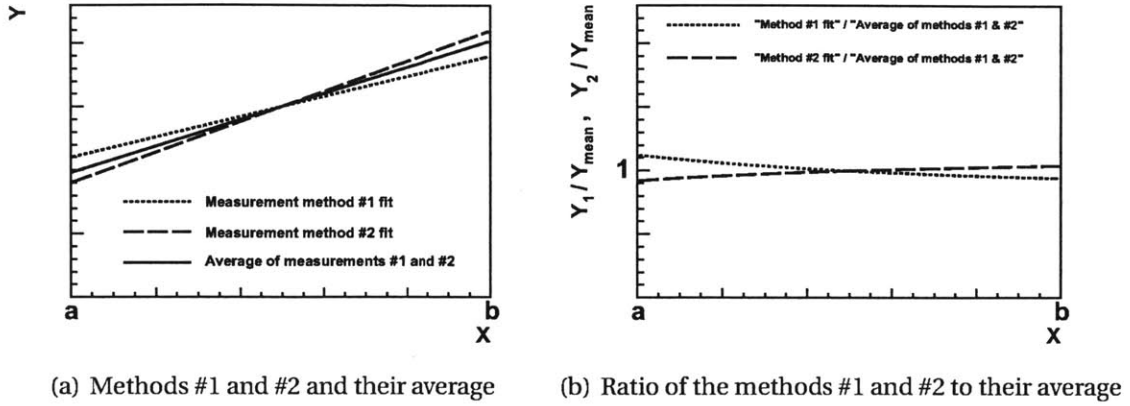 Y
Measurement method #1 fit
Measurement method #2 fit
Average of measurements #1 and #2
a
b
X
(a) Methods #1 and #2 and their average
Y1 / Ymean , Y2 / Ymean
"Method #1 fit" / "Average of methods #1 & #2"
"Method #2 fit" / "Average of methods #1 & #2"
1
a
b
X
(b) Ratio of the methods #1 and #2 to their average